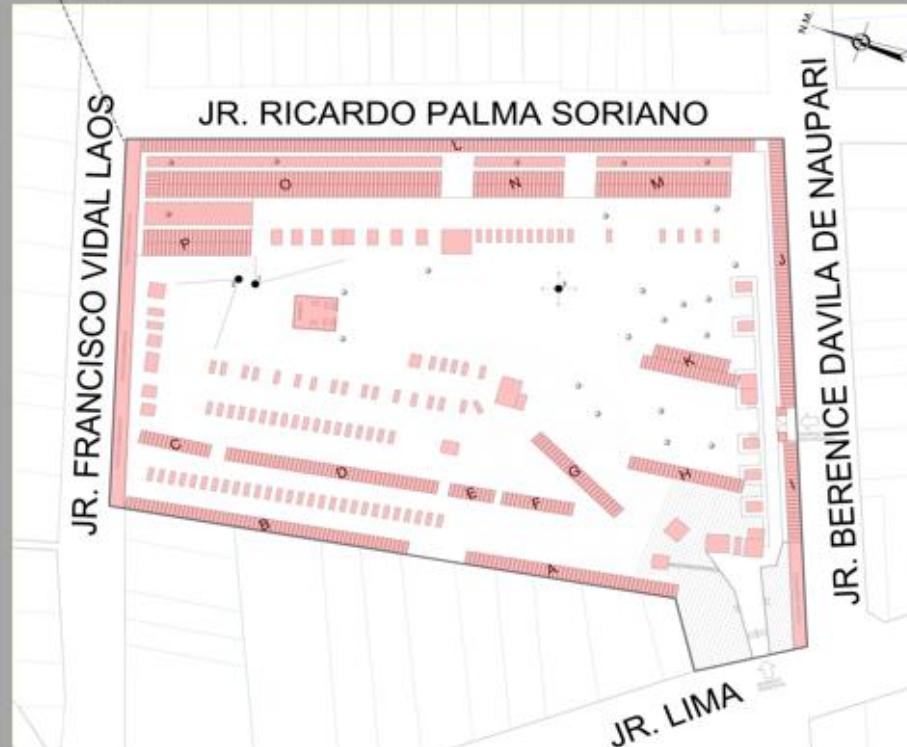 N.M.
JR. RICARDO PALMA SORIANO
JR. FRANCISCO VIDAL LAOS
JR. BERENICE DAVILA DE NAUPARI
L
O
N
M
P
J
K
C
D
E
F
G
H
I
B
A
JR. LIMA